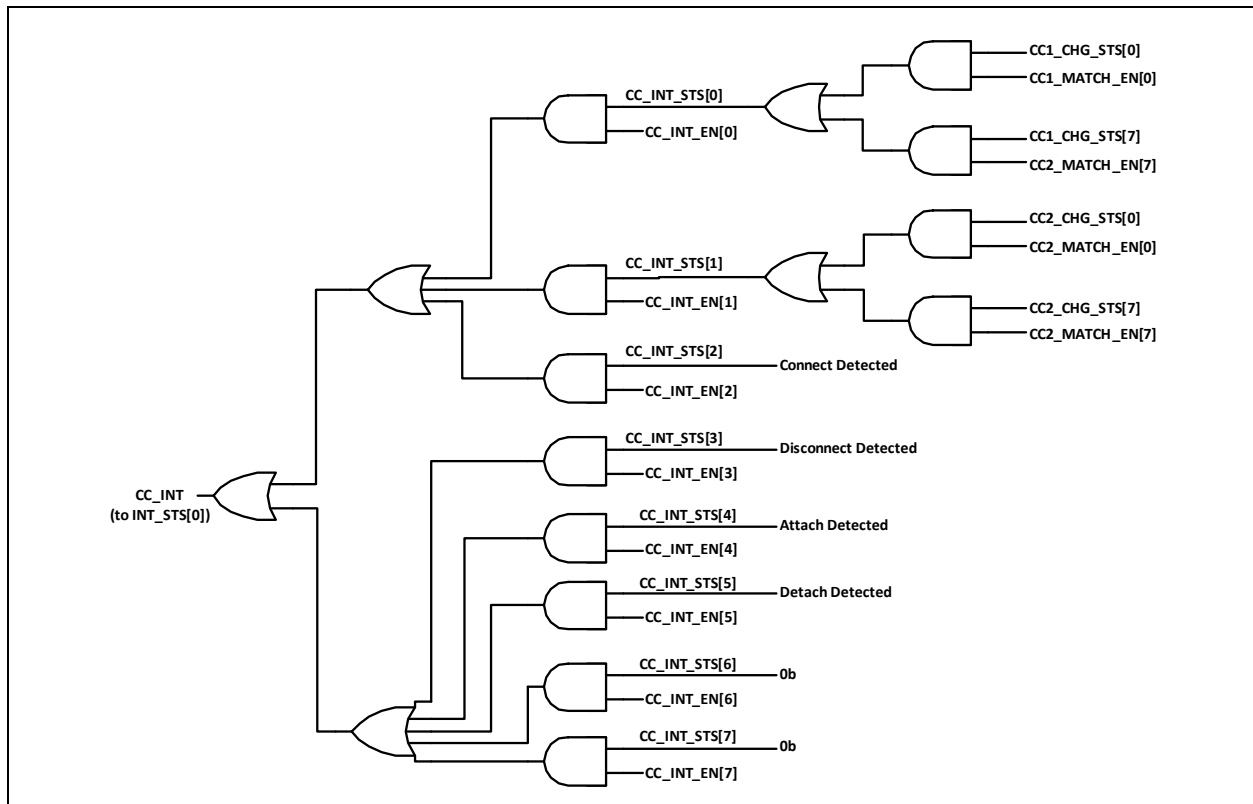 CC1_CHG_STS[0]
CC1_MATCH_EN[0]
CC_INT_STS[0]
CC_INT_EN[0]
CC1_CHG_STS[7]
CC2_MATCH_EN[7]
CC2_CHG_STS[0]
CC2_MATCH_EN[0]
CC_INT_STS[1]
CC_INT_EN[1]
CC2_CHG_STS[7]
CC2_MATCH_EN[7]
CC_INT_STS[2]
Connect Detected
CC_INT_EN[2]
CC_INT_STS[3]
Disconnect Detected
CC_INT_EN[3]
CC_INT
(to INT_STS[0])
CC_INT_STS[4]
Attach Detected
CC_INT_EN[4]
CC_INT_STS[5]
Detach Detected
CC_INT_EN[5]
CC_INT_STS[6]
0b
CC_INT_EN[6]
CC_INT_STS[7]
0b
CC_INT_EN[7]